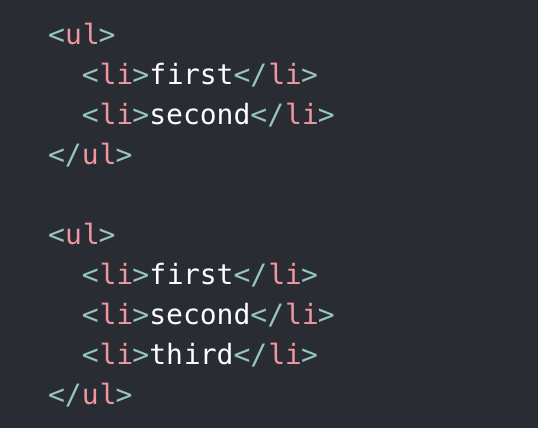 <ul>
  <li>first</li>
  <li>second</li>
</ul>

<ul>
  <li>first</li>
  <li>second</li>
  <li>third</li>
</ul>